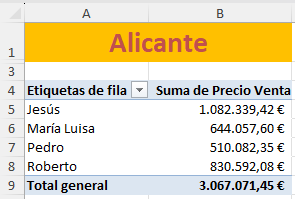 A B
1 Alicante
3
4 Etiquetas de fila Suma de Precio Venta
5 Jesús 1.082.339,42 €
6 María Luisa 644.057,60 €
7 Pedro 510.082,35 €
8 Roberto 830.592,08 €
9 Total general 3.067.071,45 €